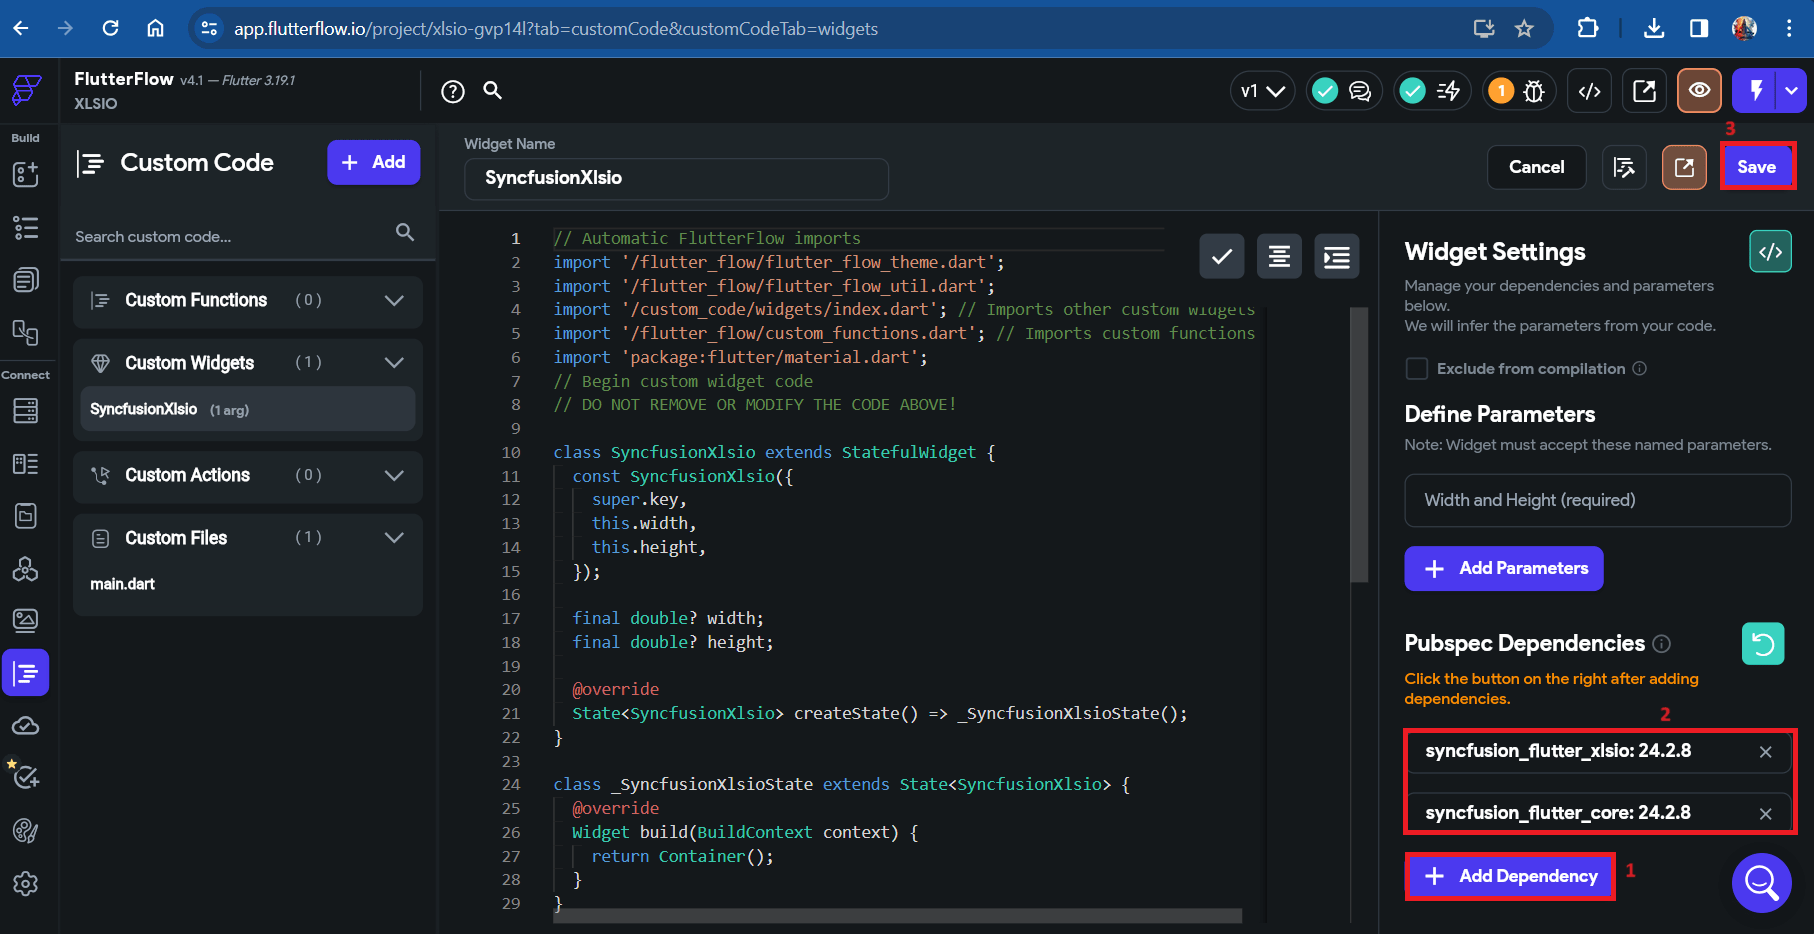 app.flutterflow.io/project/xlsio-gvp14l?tab=customCode&customCodeTab=widgets
FlutterFlow v4.1 — Flutter 3.19.1
XLSIO
v1
1
Build
Connect
Custom Code
+ Add
Search custom code...
Custom Functions (0)
Custom Widgets (1)
SyncfusionXlsio (1 arg)
Custom Actions (0)
Custom Files (1)
main.dart
Widget Name
SyncfusionXlsio
Cancel
3
Save
1 // Automatic FlutterFlow imports
2 import '/flutter_flow/flutter_flow_theme.dart';
3 import '/flutter_flow/flutter_flow_util.dart';
4 import '/custom_code/widgets/index.dart'; // Imports other custom widgets
5 import '/flutter_flow/custom_functions.dart'; // Imports custom functions
6 import 'package:flutter/material.dart';
7 // Begin custom widget code
8 // DO NOT REMOVE OR MODIFY THE CODE ABOVE!
9
10 class SyncfusionXlsio extends StatefulWidget {
11 const SyncfusionXlsio({
12 super.key,
13 this.width,
14 this.height,
15 });
16
17 final double? width;
18 final double? height;
19
20 @override
21 State<SyncfusionXlsio> createState() => _SyncfusionXlsioState();
22 }
23
24 class _SyncfusionXlsioState extends State<SyncfusionXlsio> {
25 @override
26 Widget build(BuildContext context) {
27 return Container();
28 }
29 }
Widget Settings
Manage your dependencies and parameters
below.
We will infer the parameters from your code.
Exclude from compilation
Define Parameters
Note: Widget must accept these named parameters.
Width and Height (required)
+ Add Parameters
Pubspec Dependencies
Click the button on the right after adding
dependencies.
2
syncfusion_flutter_xlsio: 24.2.8
syncfusion_flutter_core: 24.2.8
+ Add Dependency
1